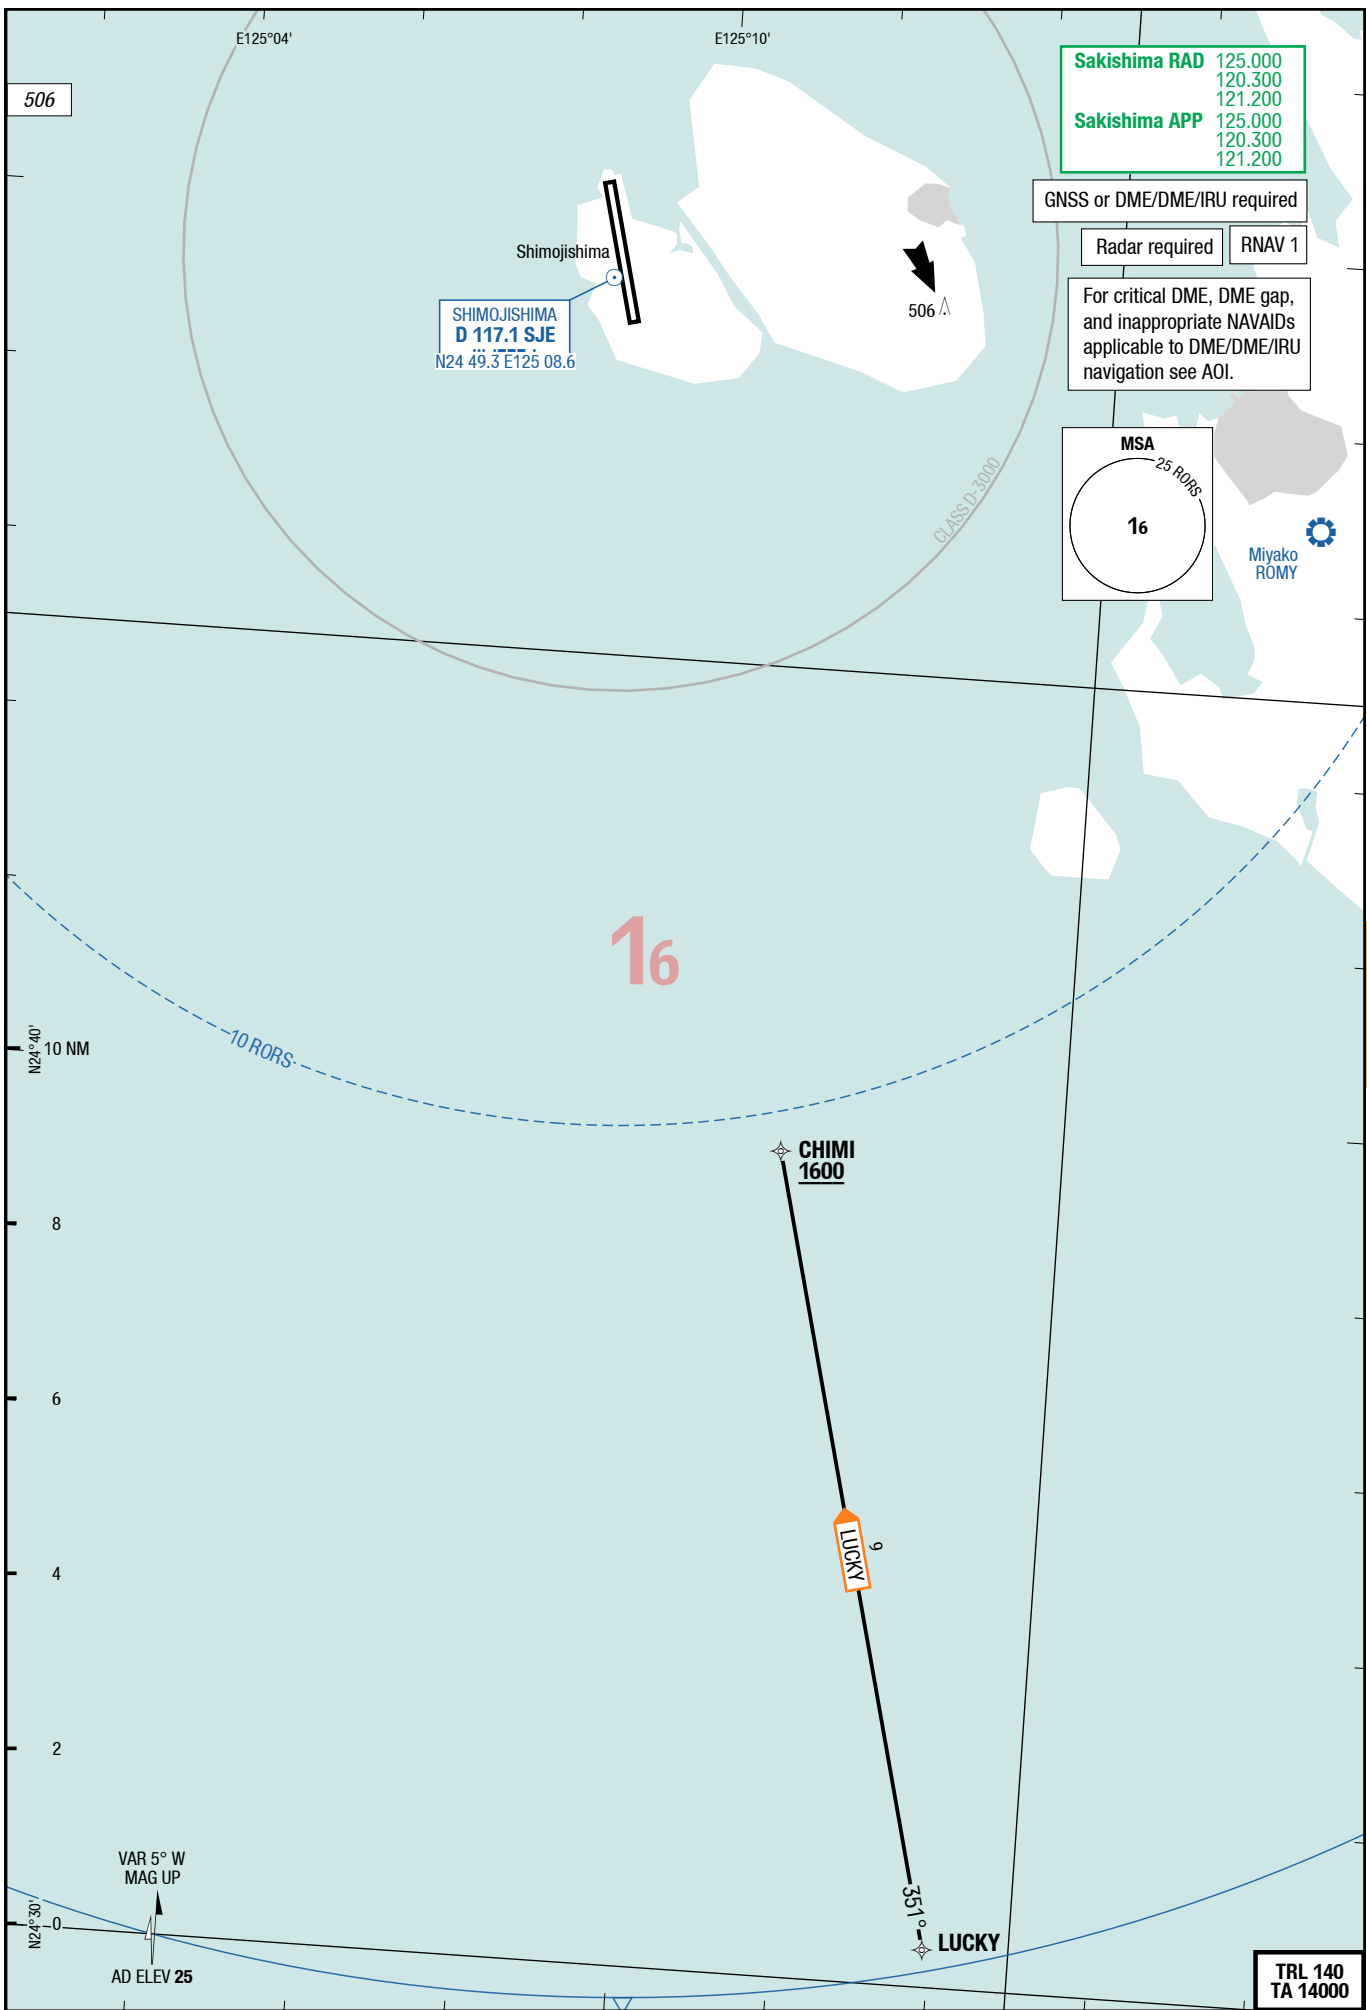 E125°04'
E125°10'
506
Sakishima RAD 125.000
120.300
121.200
Sakishima APP 125.000
120.300
121.200
GNSS or DME/DME/IRU required
Radar required
RNAV 1
For critical DME, DME gap,
and inappropriate NAVAIDs
applicable to DME/DME/IRU
navigation see AOI.
Shimojishima
SHIMOJISHIMA
D 117.1 SJE
N24 49.3 E125 08.6
506
CLASS D-3000
MSA
25 RORS
16
Miyako
ROMY
16
10 RORS
N24°40'
10 NM
CHIMI
1600
8
6
LUCKY
9
4
2
351°
LUCKY
VAR 5° W
MAG UP
N24°30'
0
AD ELEV 25
TRL 140
TA 14000